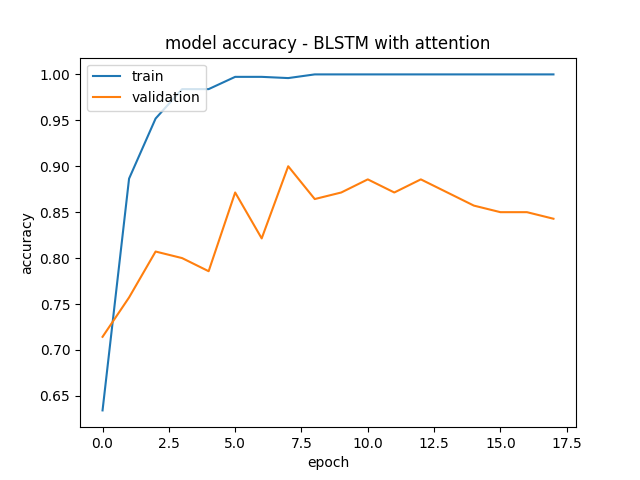 model accuracy - BLSTM with attention
train
validation
1.00
0.95
0.90
0.85
0.80
0.75
0.70
0.65
accuracy
0.0 2.5 5.0 7.5 10.0 12.5 15.0 17.5
epoch